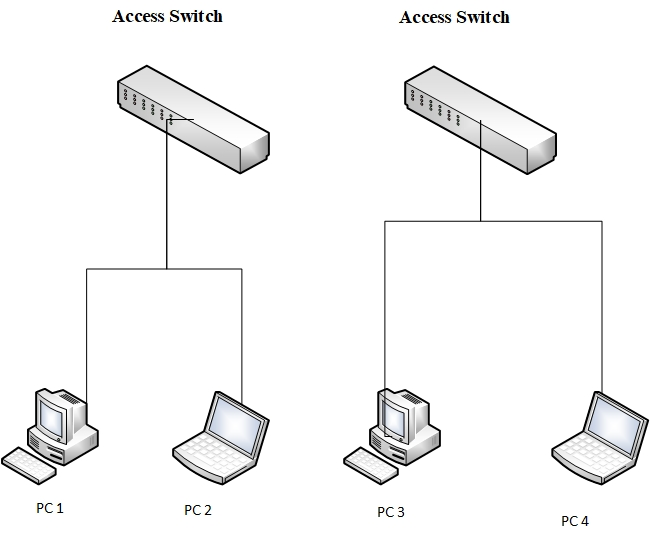 Access Switch
Access Switch
PC 1
PC 2
PC 3
PC 4